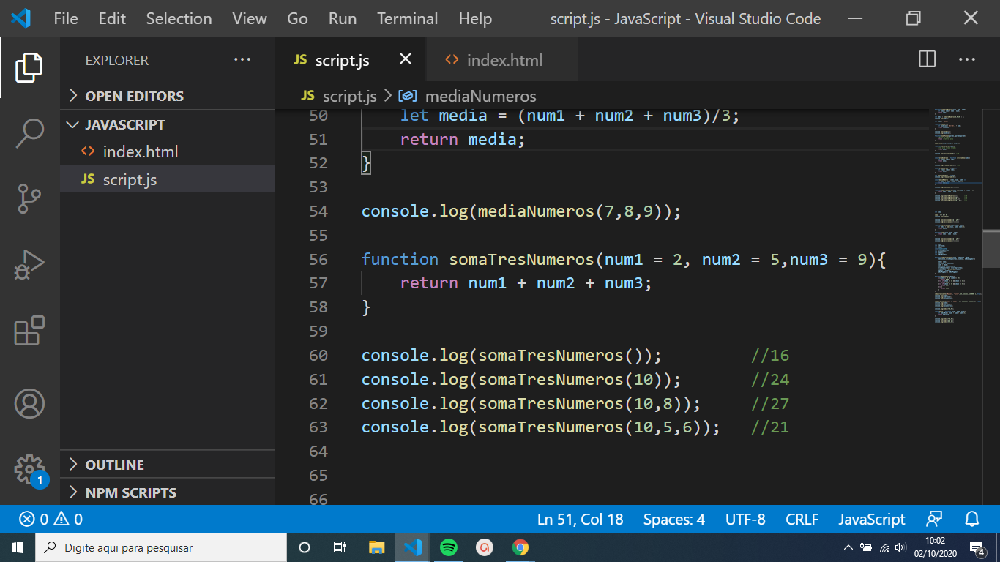 File Edit Selection View Go Run Terminal Help script.js - JavaScript - Visual Studio Code
EXPLORER
OPEN EDITORS
JAVASCRIPT
index.html
JS script.js
OUTLINE
NPM SCRIPTS
1
JS script.js index.html
JS script.js > mediaNumeros
50 let media = (num1 + num2 + num3)/3;
51 return media;
52 }
53
54 console.log(mediaNumeros(7,8,9));
55
56 function somaTresNumeros(num1 = 2, num2 = 5,num3 = 9){
57 return num1 + num2 + num3;
58 }
59
60 console.log(somaTresNumeros()); //16
61 console.log(somaTresNumeros(10)); //24
62 console.log(somaTresNumeros(10,8)); //27
63 console.log(somaTresNumeros(10,5,6)); //21
64
65
66
0 0 Ln 51, Col 18 Spaces: 4 UTF-8 CRLF JavaScript
Digite aqui para pesquisar
10:02
02/10/2020
4